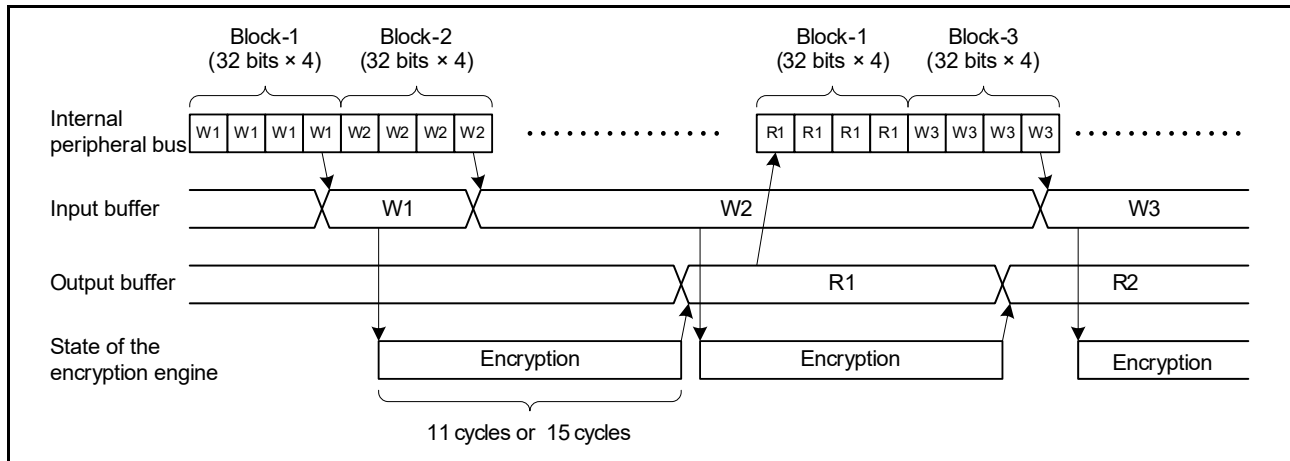 Block-1 Block-2 Block-1 Block-3
(32 bits × 4) (32 bits × 4) (32 bits × 4) (32 bits × 4)
Internal
peripheral bus
W1 W1 W1 W1 W2 W2 W2 W2 R1 R1 R1 R1 W3 W3 W3 W3
Input buffer W1 W2 W3
Output buffer R1 R2
State of the
encryption engine
Encryption Encryption Encryption
11 cycles or 15 cycles